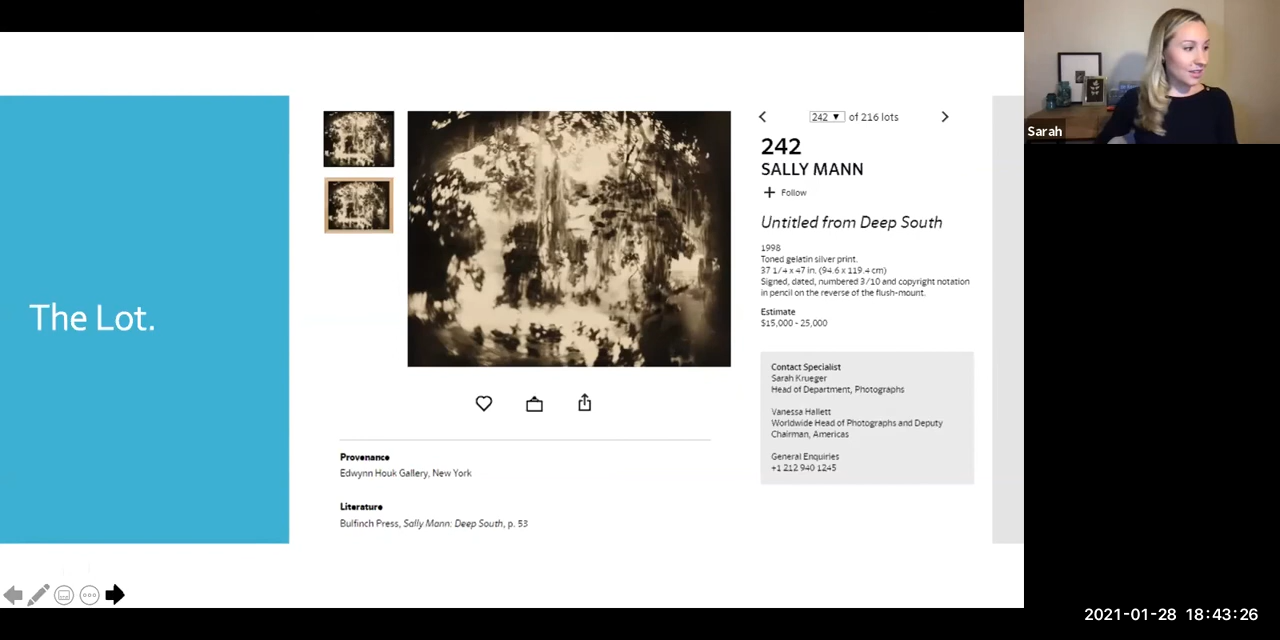 The Lot.
242 ▼ of 216 lots
242
SALLY MANN
+ Follow
Untitled from Deep South
1998
Toned gelatin silver print.
37 1/4 x 47 in. (94.6 x 119.4 cm)
Signed, dated, numbered 3/10 and copyright notation
in pencil on the reverse of the flush-mount.
Estimate
$15,000 - 25,000
Contact Specialist
Sarah Krueger
Head of Department, Photographs
Vanessa Hallett
Worldwide Head of Photographs and Deputy
Chairman, Americas
General Enquiries
+1 212 940 1245
Provenance
Edwynn Houk Gallery, New York
Literature
Bulfinch Press, Sally Mann: Deep South, p. 53
Sarah
2021-01-28 18:43:26